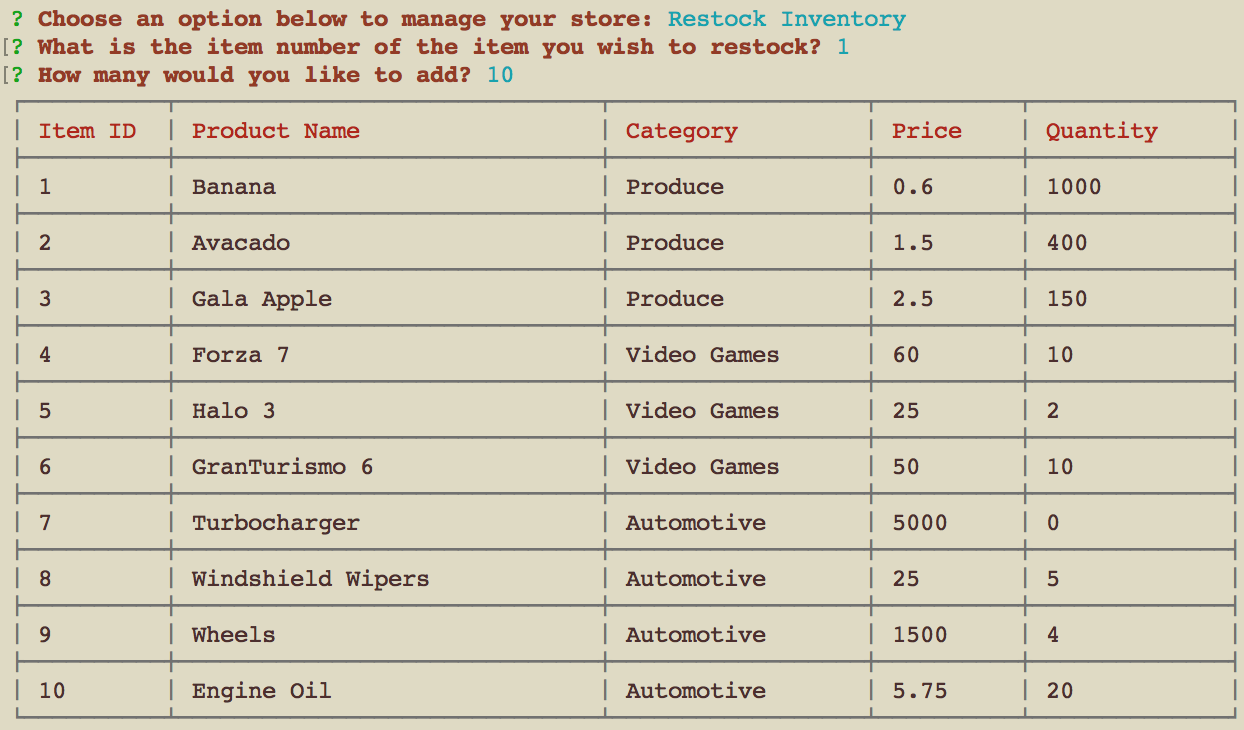 ? Choose an option below to manage your store: Restock Inventory
[? What is the item number of the item you wish to restock? 1
[? How many would you like to add? 10
Item ID Product Name Category Price Quantity
1 Banana Produce 0.6 1000
2 Avacado Produce 1.5 400
3 Gala Apple Produce 2.5 150
4 Forza 7 Video Games 60 10
5 Halo 3 Video Games 25 2
6 GranTurismo 6 Video Games 50 10
7 Turbocharger Automotive 5000 0
8 Windshield Wipers Automotive 25 5
9 Wheels Automotive 1500 4
10 Engine Oil Automotive 5.75 20